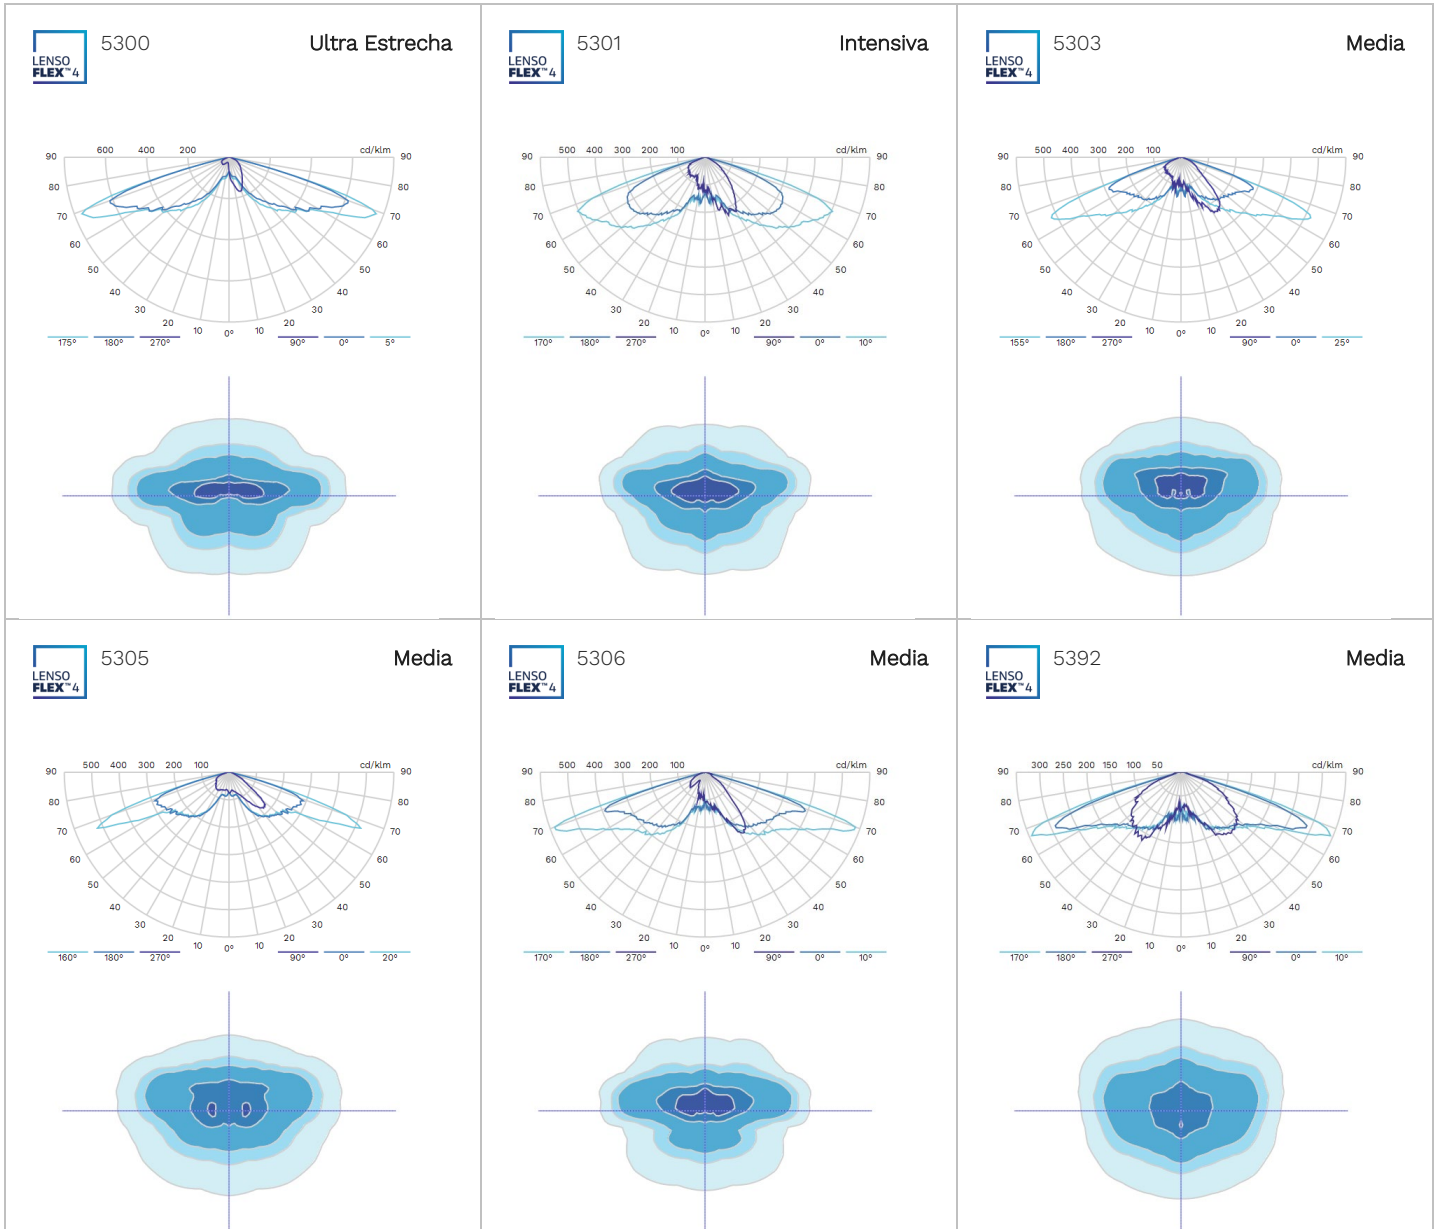 5300 Ultra Estrecha
LENSO
FLEX™4
90 600 400 200 cd/klm 90
80 80
70 70
60 60
50 50
40 40
30 30
20 10 0° 10 20
175° 180° 270° 90° 0° 5°
5301 Intensiva
LENSO
FLEX™4
90 500 400 300 200 100 cd/klm 90
80 80
70 70
60 60
50 50
40 40
30 30
20 10 0° 10 20
170° 180° 270° 90° 0° 10°
5303 Media
LENSO
FLEX™4
90 500 400 300 200 100 cd/klm 90
80 80
70 70
60 60
50 50
40 40
30 30
20 10 0° 10 20
155° 180° 270° 90° 0° 25°
5305 Media
LENSO
FLEX™4
90 500 400 300 200 100 cd/klm 90
80 80
70 70
60 60
50 50
40 40
30 30
20 10 0° 10 20
160° 180° 270° 90° 0° 20°
5306 Media
LENSO
FLEX™4
90 500 400 300 200 100 cd/klm 90
80 80
70 70
60 60
50 50
40 40
30 30
20 10 0° 10 20
170° 180° 270° 90° 0° 10°
5392 Media
LENSO
FLEX™4
90 300 250 200 150 100 50 cd/klm 90
80 80
70 70
60 60
50 50
40 40
30 30
20 10 0° 10 20
170° 180° 270° 90° 0° 10°